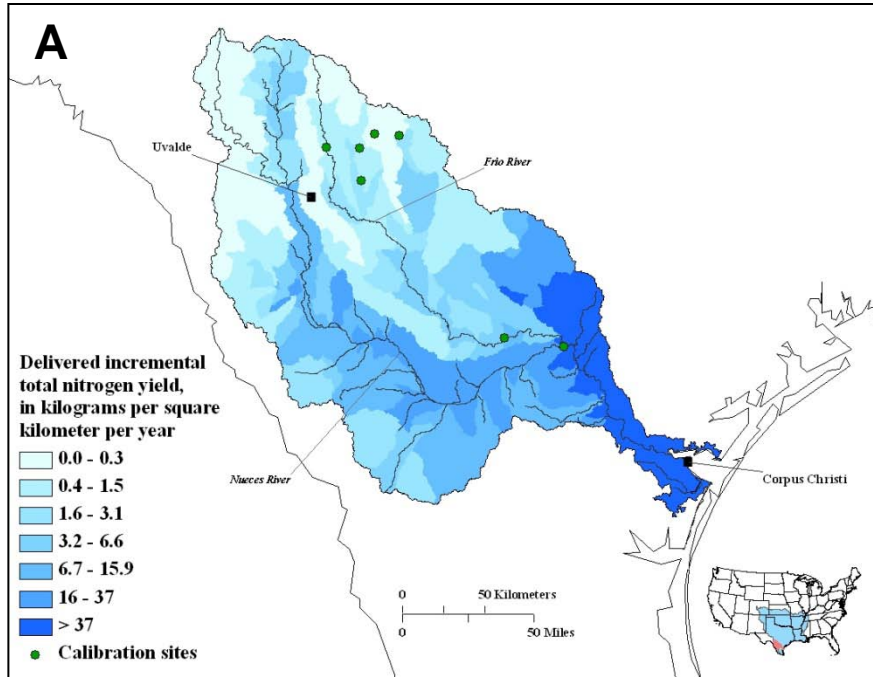 A
Uvalde
Frio River
Delivered incremental
total nitrogen yield,
in kilograms per square
kilometer per year
0.0 - 0.3
0.4 - 1.5
1.6 - 3.1
3.2 - 6.6
6.7 - 15.9
16 - 37
> 37
Calibration sites
Nueces River
Corpus Christi
0 50 Kilometers
0 50 Miles